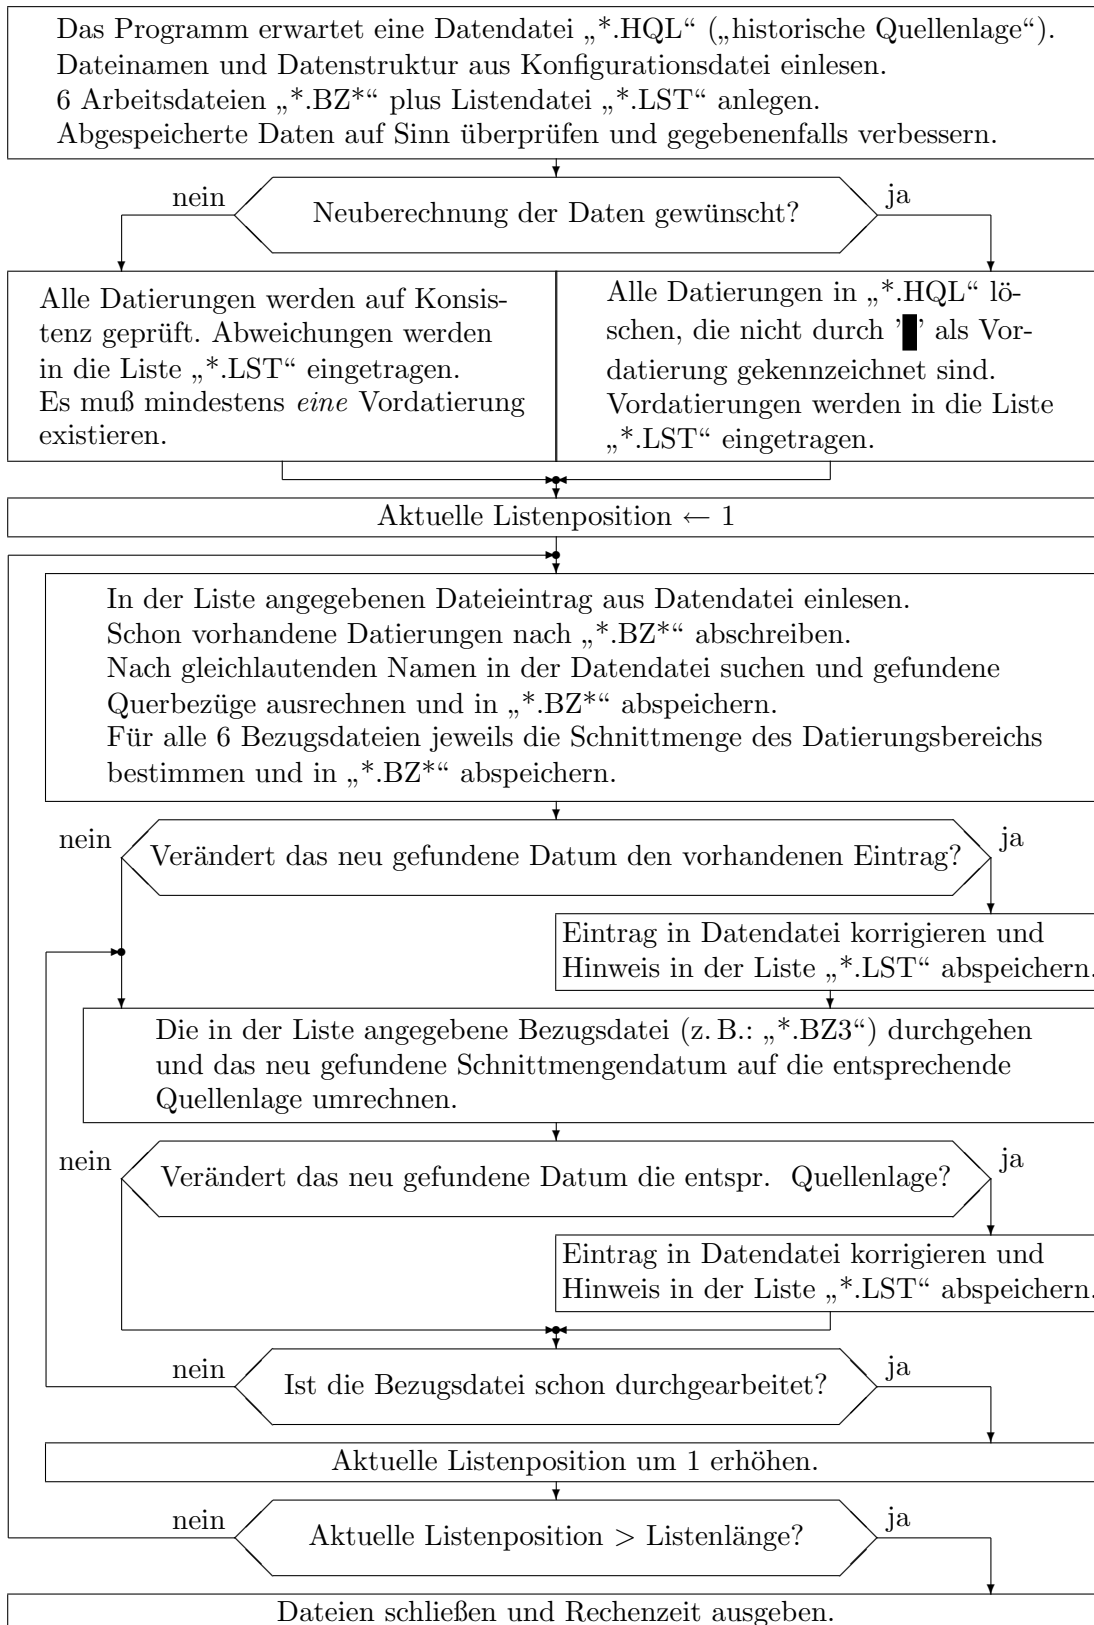 Das Programm erwartet eine Datendatei „*.HQL“ („historische Quellenlage“).
Dateinamen und Datenstruktur aus Konfigurationsdatei einlesen.
6 Arbeitsdateien „*.BZ*“ plus Listendatei „*.LST“ anlegen.
Abgespeicherte Daten auf Sinn überprüfen und gegebenenfalls verbessern.
nein
Neuberechnung der Daten gewünscht?
ja
Alle Datierungen werden auf Konsis-
tenz geprüft. Abweichungen werden
in die Liste „*.LST“ eingetragen.
Es muß mindestens eine Vordatierung
existieren.
Alle Datierungen in „*.HQL“ lö-
schen, die nicht durch ’█’ als Vor-
datierung gekennzeichnet sind.
Vordatierungen werden in die Liste
„*.LST“ eingetragen.
Aktuelle Listenposition ← 1
In der Liste angegebenen Dateieintrag aus Datendatei einlesen.
Schon vorhandene Datierungen nach „*.BZ*“ abschreiben.
Nach gleichlautenden Namen in der Datendatei suchen und gefundene
Querbezüge ausrechnen und in „*.BZ*“ abspeichern.
Für alle 6 Bezugsdateien jeweils die Schnittmenge des Datierungsbereichs
bestimmen und in „*.BZ*“ abspeichern.
nein
Verändert das neu gefundene Datum den vorhandenen Eintrag?
ja
Eintrag in Datendatei korrigieren und
Hinweis in der Liste „*.LST“ abspeichern.
Die in der Liste angegebene Bezugsdatei (z. B.: „*.BZ3“) durchgehen
und das neu gefundene Schnittmengendatum auf die entsprechende
Quellenlage umrechnen.
nein
Verändert das neu gefundene Datum die entspr. Quellenlage?
ja
Eintrag in Datendatei korrigieren und
Hinweis in der Liste „*.LST“ abspeichern.
nein
Ist die Bezugsdatei schon durchgearbeitet?
ja
Aktuelle Listenposition um 1 erhöhen.
nein
Aktuelle Listenposition > Listenlänge?
ja
Dateien schließen und Rechenzeit ausgeben.